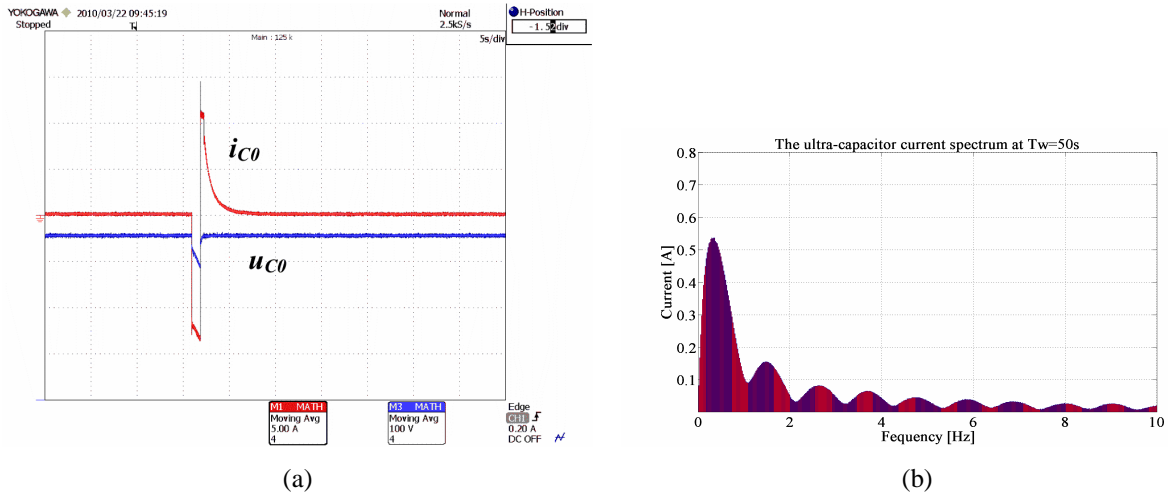 YOKOGAWA 2010/03/22 09:45:19
Stopped
Normal
2.5kS/s
H-Position
Main : 125 k
5s/div
iC0
uC0
M1 MATH
Moving Avg
5.00 A
4
M3 MATH
Moving Avg
100 V
4
Edge
CH1
0.20 A
DC OFF
(a)
The ultra-capacitor current spectrum at Tw=50s
0.8
0.7
0.6
0.5
0.4
0.3
0.2
0.1
Current [A]
0 2 4 6 8 10
Fequency [Hz]
(b)